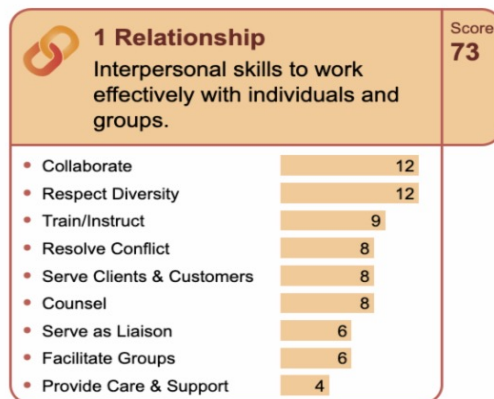 1 Relationship
Interpersonal skills to work
effectively with individuals and
groups.
Score
73
Collaborate 12
Respect Diversity 12
Train/Instruct 9
Resolve Conflict 8
Serve Clients & Customers 8
Counsel 8
Serve as Liaison 6
Facilitate Groups 6
Provide Care & Support 4